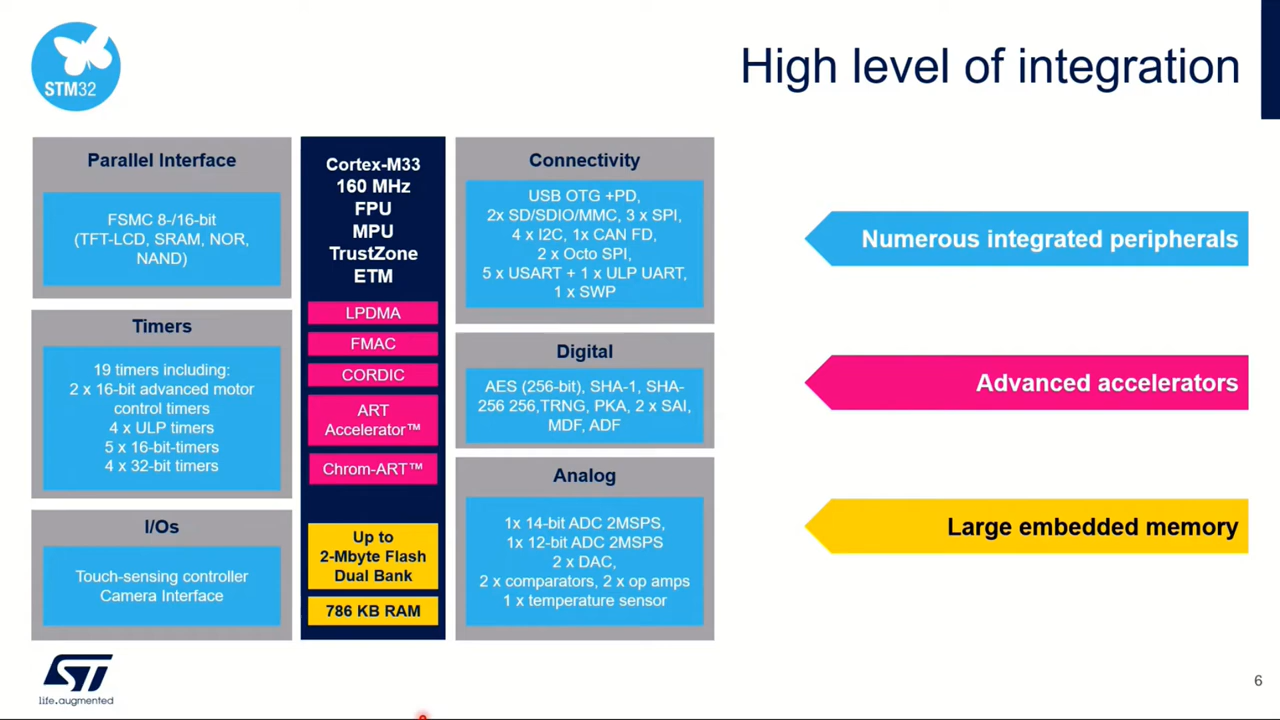 STM32
High level of integration
Parallel Interface
FSMC 8-/16-bit
(TFT-LCD, SRAM, NOR,
NAND)
Timers
19 timers including:
2 x 16-bit advanced motor
control timers
4 x ULP timers
5 x 16-bit-timers
4 x 32-bit timers
I/Os
Touch-sensing controller
Camera Interface
Cortex-M33
160 MHz
FPU
MPU
TrustZone
ETM
LPDMA
FMAC
CORDIC
ART
Accelerator™
Chrom-ART™
Up to
2-Mbyte Flash
Dual Bank
786 KB RAM
Connectivity
USB OTG +PD,
2x SD/SDIO/MMC, 3 x SPI,
4 x I2C, 1x CAN FD,
2 x Octo SPI,
5 x USART + 1 x ULP UART,
1 x SWP
Digital
AES (256-bit), SHA-1, SHA-
256 256,TRNG, PKA, 2 x SAI,
MDF, ADF
Analog
1x 14-bit ADC 2MSPS,
1x 12-bit ADC 2MSPS
2 x DAC,
2 x comparators, 2 x op amps
1 x temperature sensor
Numerous integrated peripherals
Advanced accelerators
Large embedded memory
ST
life.augmented
6